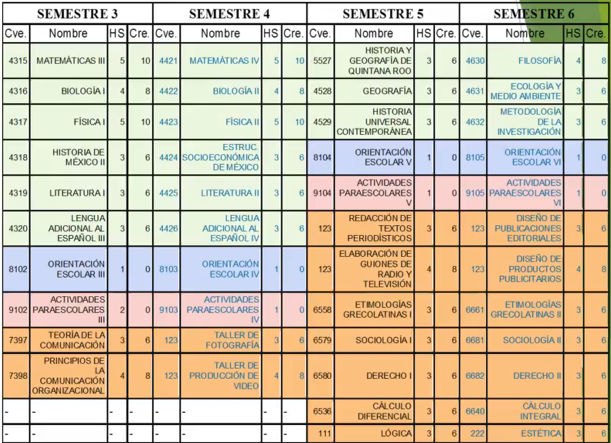 SEMESTRE 3 SEMESTRE 4 SEMESTRE 5 SEMESTRE 6
Cve. Nombre HS Cre. Cve. Nombre HS Cre. Cve. Nombre HS Cre. Cve. Nombre HS Cre.
4315 MATEMÁTICAS III 5 10 4421 MATEMÁTICAS IV 5 10 5527 HISTORIA Y GEOGRAFÍA DE QUINTANA ROO 3 6 4630 FILOSOFÍA 4 8
4316 BIOLOGÍA I 4 8 4422 BIOLOGÍA II 4 8 4528 GEOGRAFÍA 3 6 4631 ECOLOGÍA Y MEDIO AMBIENTE 3 6
4317 FÍSICA I 5 10 4423 FÍSICA II 5 10 4529 HISTORIA UNIVERSAL CONTEMPORÁNEA 3 6 4632 METODOLOGÍA DE LA INVESTIGACIÓN 3 6
4318 HISTORIA DE MÉXICO II 3 6 4424 ESTRUC. SOCIOECONÓMICA DE MÉXICO 3 6 8104 ORIENTACIÓN ESCOLAR V 1 0 8105 ORIENTACIÓN ESCOLAR VI 1 0
4319 LITERATURA I 3 6 4425 LITERATURA II 3 6 9104 ACTIVIDADES PARAESCOLARES V 1 0 9105 ACTIVIDADES PARAESCOLARES VI 1 0
4320 LENGUA ADICIONAL AL ESPAÑOL III 3 6 4426 LENGUA ADICIONAL AL ESPAÑOL IV 3 6 123 REDACCIÓN DE TEXTOS PERIODÍSTICOS 3 6 123 DISEÑO DE PUBLICACIONES EDITORIALES 3 6
8102 ORIENTACIÓN ESCOLAR III 1 0 8103 ORIENTACIÓN ESCOLAR IV 1 0 123 ELABORACIÓN DE GUIONES DE RADIO Y TELEVISIÓN 4 8 123 DISEÑO DE PRODUCTOS PUBLICITARIOS 4 8
9102 ACTIVIDADES PARAESCOLARES III 2 0 9103 ACTIVIDADES PARAESCOLARES IV 1 0 6558 ETIMOLOGÍAS GRECOLATINAS I 3 6 6661 ETIMOLOGÍAS GRECOLATINAS II 3 6
7397 TEORÍA DE LA COMUNICACIÓN 3 6 123 TALLER DE FOTOGRAFÍA 3 6 6579 SOCIOLOGÍA I 3 6 6681 SOCIOLOGÍA II 3 6
7398 PRINCIPIOS DE LA COMUNICACIÓN ORGANIZACIONAL 4 8 123 TALLER DE PRODUCCIÓN DE VIDEO 4 8 6580 DERECHO I 3 6 6682 DERECHO II 3 6
- - - - - - - - 6536 CÁLCULO DIFERENCIAL 3 6 6640 CÁLCULO INTEGRAL 3 6
- - - - - - - - 111 LÓGICA 3 6 222 ESTÉTICA 3 6